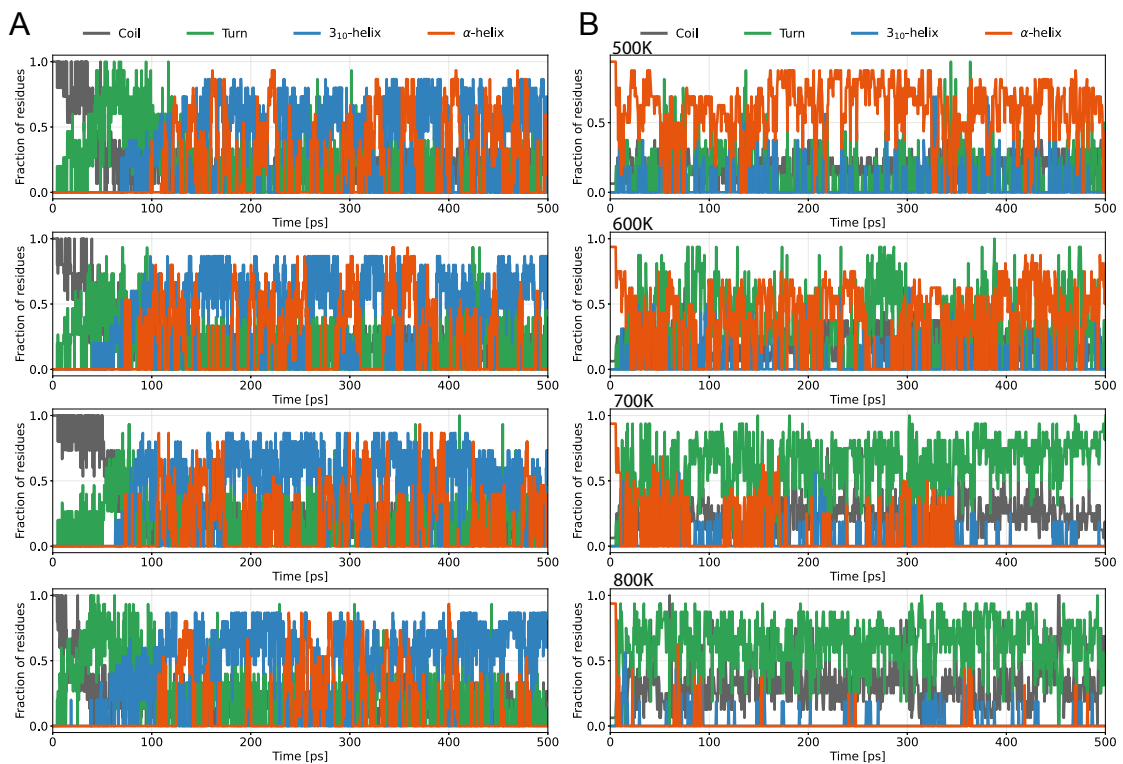 A
Coil Turn 3₁₀-helix α-helix
Fraction of residues
1.0
0.5
0.0
0 100 200 300 400 500
Time [ps]
Fraction of residues
1.0
0.5
0.0
0 100 200 300 400 500
Time [ps]
Fraction of residues
1.0
0.5
0.0
0 100 200 300 400 500
Time [ps]
Fraction of residues
1.0
0.5
0.0
0 100 200 300 400 500
Time [ps]
B
Coil Turn 3₁₀-helix α-helix
500K
Fraction of residues
0.5
0.0
0 100 200 300 400 500
Time [ps]
600K
Fraction of residues
1.0
0.5
0.0
0 100 200 300 400 500
Time [ps]
700K
Fraction of residues
1.0
0.5
0.0
0 100 200 300 400 500
Time [ps]
800K
Fraction of residues
1.0
0.5
0.0
0 100 200 300 400 500
Time [ps]